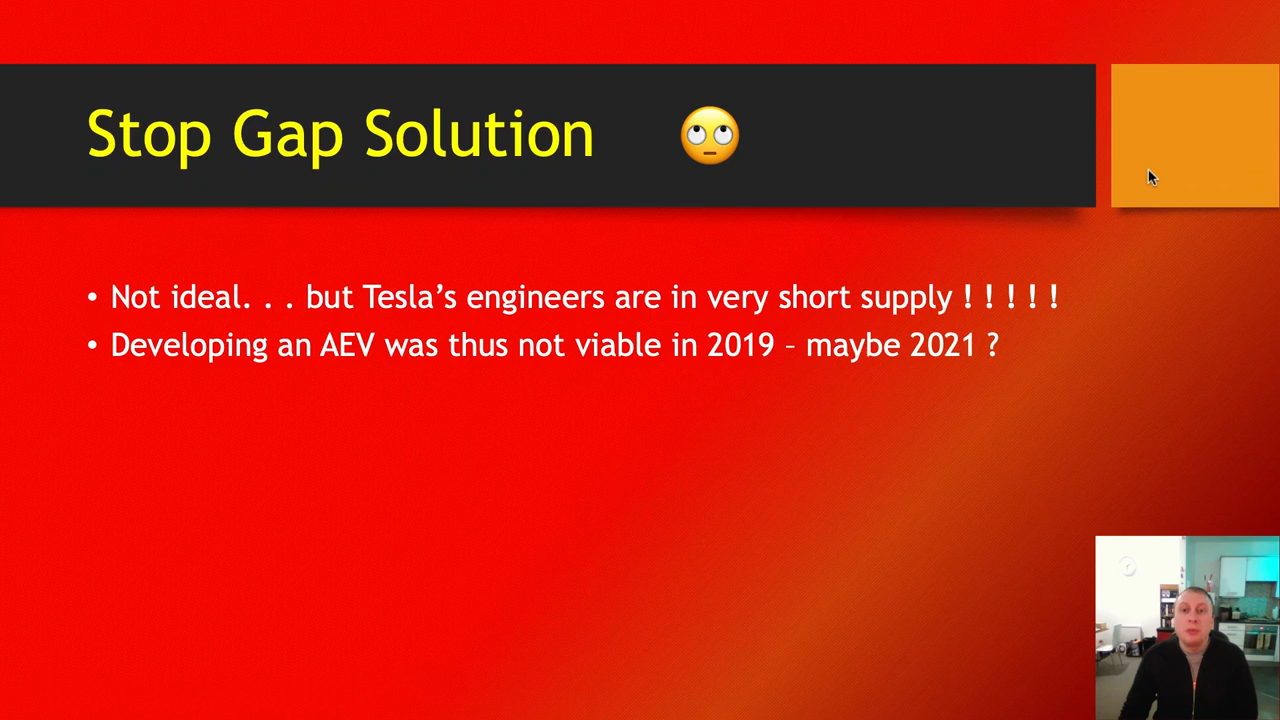 Stop Gap Solution 🙄
• Not ideal. . . but Tesla’s engineers are in very short supply ! ! ! ! !
• Developing an AEV was thus not viable in 2019 – maybe 2021 ?